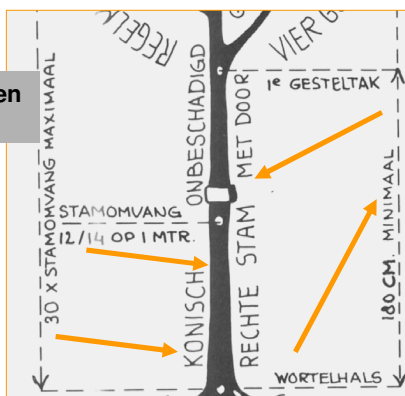 REGELM
G
VIER G
en
1e GESTELTAK
30 X STAMOMVANG MAXIMAAL
KONISCH ONBESCHADIGD
RECHTE STAM MET DOOR
180 CM. MINIMAAL
STAMOMVANG
12/14 OP 1 MTR.
WORTELHALS